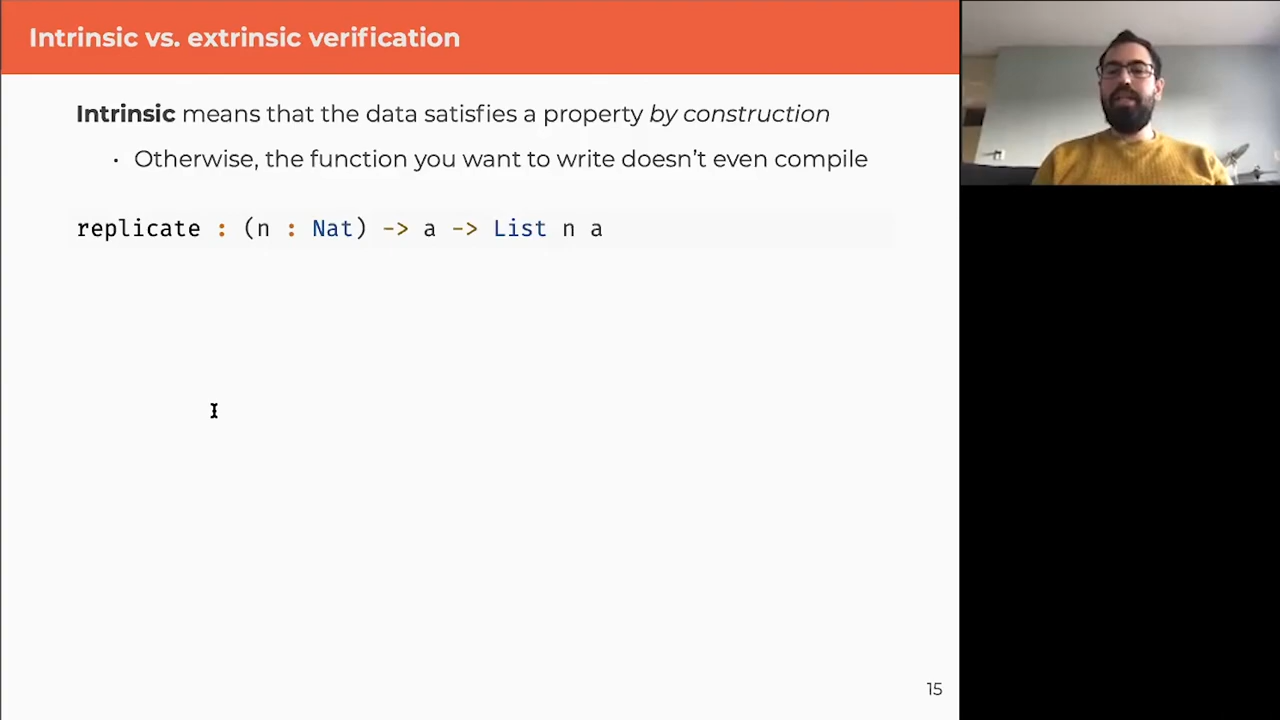 Intrinsic vs. extrinsic verification
Intrinsic means that the data satisfies a property by construction
• Otherwise, the function you want to write doesn't even compile
replicate : (n : Nat) -> a -> List n a
15